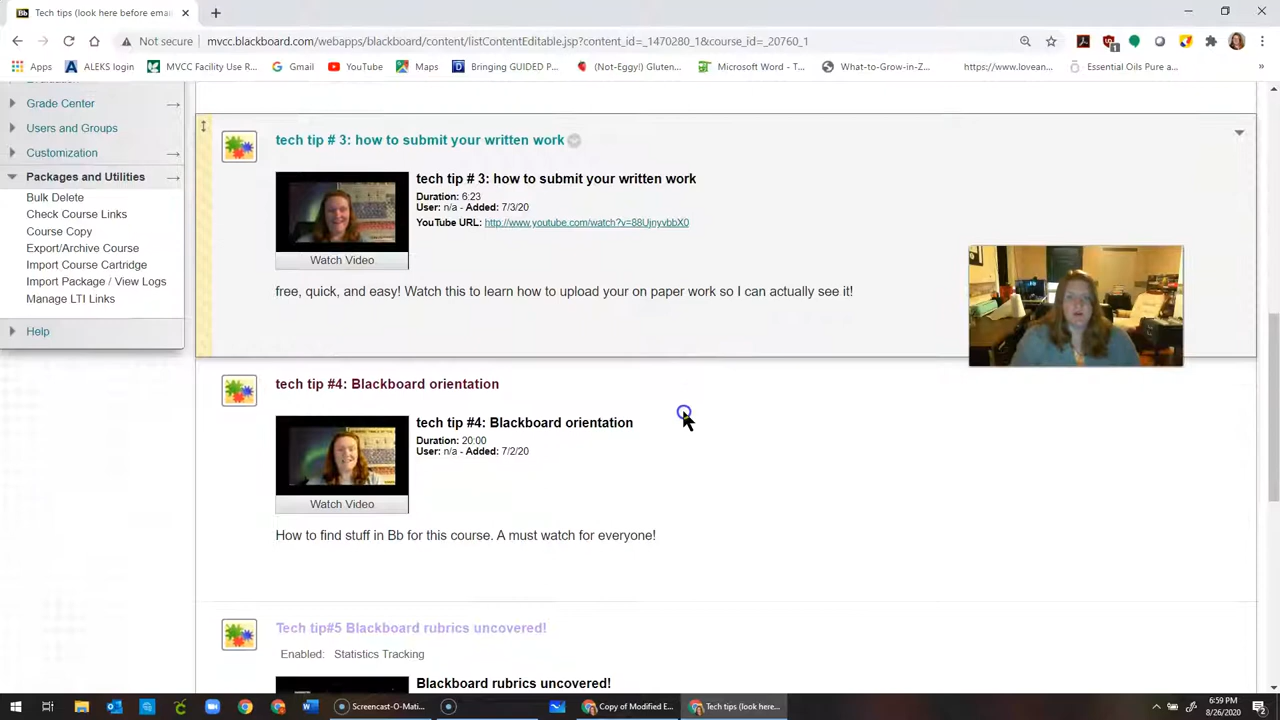 Tech tips (look here before emai
Not secure
mvcc.blackboard.com/webapps/blackboard/content/listContentEditable.jsp?content_id=_1470280_1&course_id=_20760_1
Apps
ALEKS login
MVCC Facility Use R...
Gmail
YouTube
Maps
Bringing GUIDED P...
(Not-Eggy!) Gluten...
Microsoft Word - T...
What-to-Grow-in-Z...
https://www.lovean...
Essential Oils Pure a...
Grade Center
Users and Groups
Customization
Packages and Utilities
Bulk Delete
Check Course Links
Course Copy
Export/Archive Course
Import Course Cartridge
Import Package / View Logs
Manage LTI Links
Help
tech tip # 3: how to submit your written work
tech tip # 3: how to submit your written work
Duration: 6:23
User: n/a - Added: 7/3/20
YouTube URL: http://www.youtube.com/watch?v=88UjnyvbbX0
Watch Video
free, quick, and easy! Watch this to learn how to upload your on paper work so I can actually see it!
tech tip #4: Blackboard orientation
tech tip #4: Blackboard orientation
Duration: 20:00
User: n/a - Added: 7/2/20
Watch Video
How to find stuff in Bb for this course. A must watch for everyone!
Tech tip#5 Blackboard rubrics uncovered!
Enabled: Statistics Tracking
Blackboard rubrics uncovered!
Screencast-O-Mati...
Copy of Modified E...
Tech tips (look here...
6:59 PM
8/26/2020